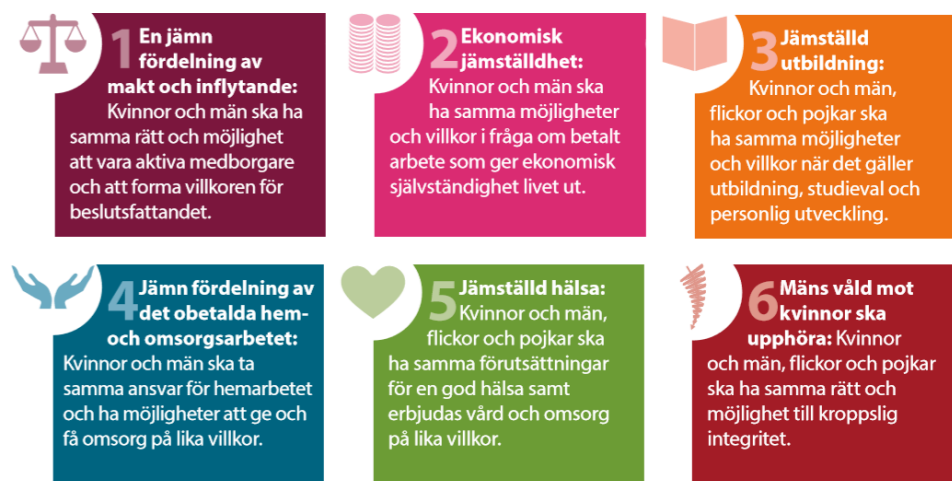 1 En jämn
fördelning av
makt och inflytande:
Kvinnor och män ska ha
samma rätt och möjlighet
att vara aktiva medborgare
och att forma villkoren för
beslutsfattandet.
2 Ekonomisk
jämställdhet:
Kvinnor och män ska
ha samma möjligheter
och villkor i fråga om betalt
arbete som ger ekonomisk
självständighet livet ut.
3 Jämställd
utbildning:
Kvinnor och män,
flickor och pojkar ska
ha samma möjligheter
och villkor när det gäller
utbildning, studieval och
personlig utveckling.
4 Jämn fördelning av
det obetalda hem-
och omsorgsarbetet:
Kvinnor och män ska ta
samma ansvar för hemarbetet
och ha möjligheter att ge och
få omsorg på lika villkor.
5 Jämställd hälsa:
Kvinnor och män,
flickor och pojkar ska
ha samma förutsättningar
för en god hälsa samt
erbjudas vård och omsorg
på lika villkor.
6 Mäns våld mot
kvinnor ska
upphöra: Kvinnor
och män, flickor och pojkar
ska ha samma rätt och
möjlighet till kroppslig
integritet.